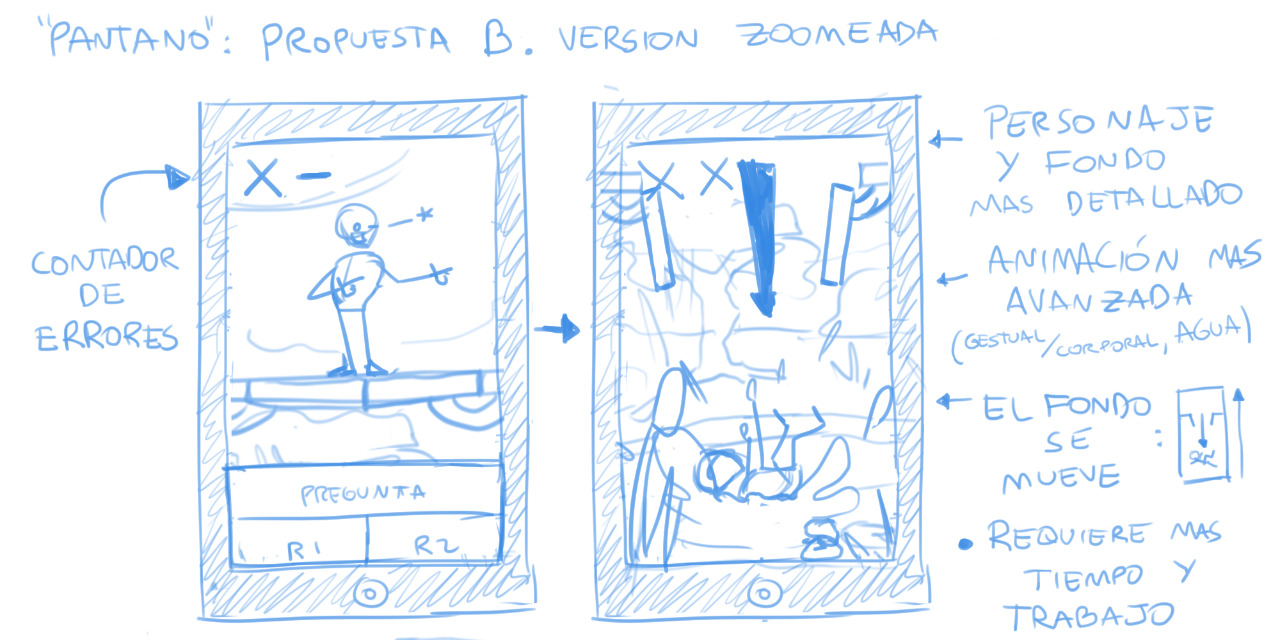 "PANTANO": PROPUESTA B. VERSION ZOOMEADA
CONTADOR
DE
ERRORES
PREGUNTA
R1
R2
PERSONAJE
Y FONDO
MAS DETALLADO
ANIMACIÓN MAS
AVANZADA
(GESTUAL/CORPORAL, AGUA)
EL FONDO
SE
MUEVE :
• REQUIERE MAS
TIEMPO Y
TRABAJO